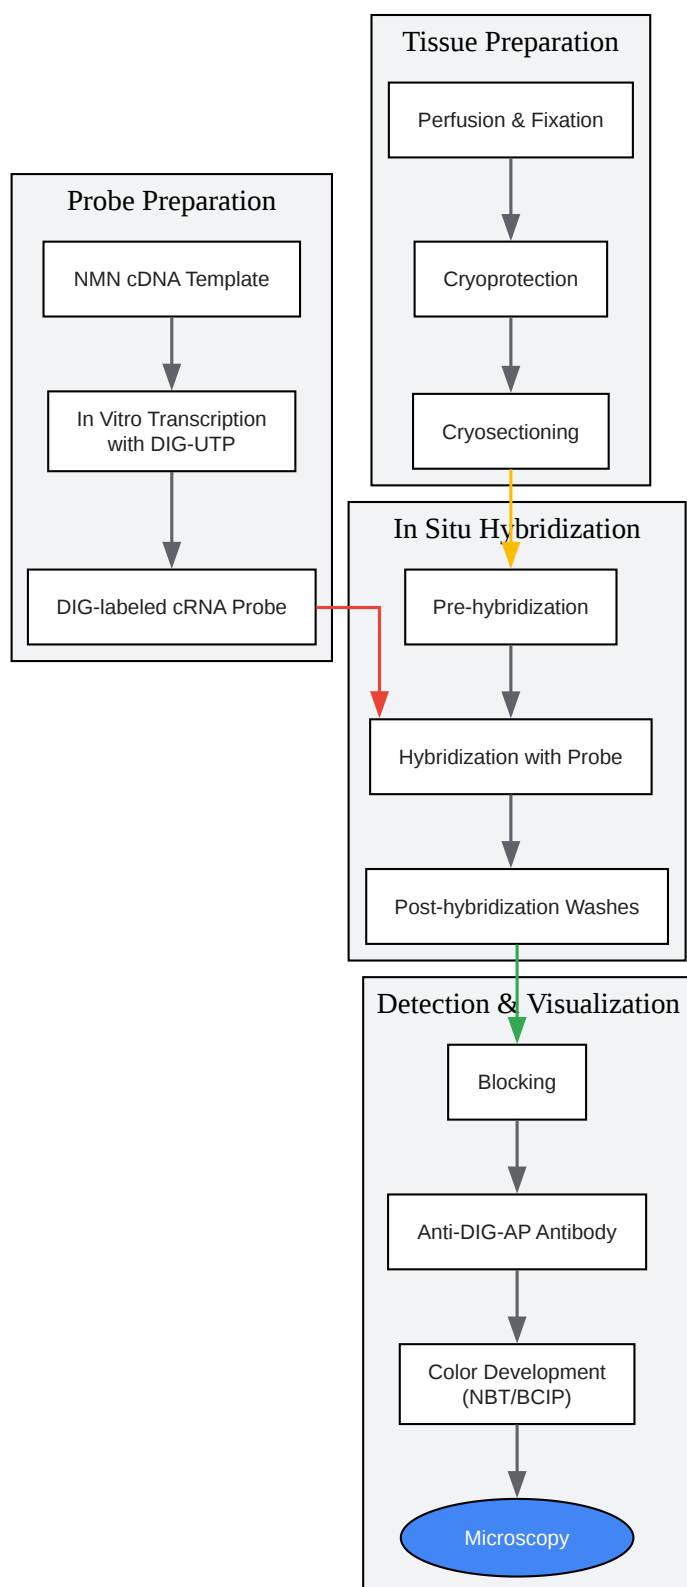 Tissue Preparation
Perfusion & Fixation
Cryoprotection
Cryosectioning
Probe Preparation
NMN cDNA Template
In Vitro Transcription
with DIG-UTP
DIG-labeled cRNA Probe
In Situ Hybridization
Pre-hybridization
Hybridization with Probe
Post-hybridization Washes
Detection & Visualization
Blocking
Anti-DIG-AP Antibody
Color Development
(NBT/BCIP)
Microscopy